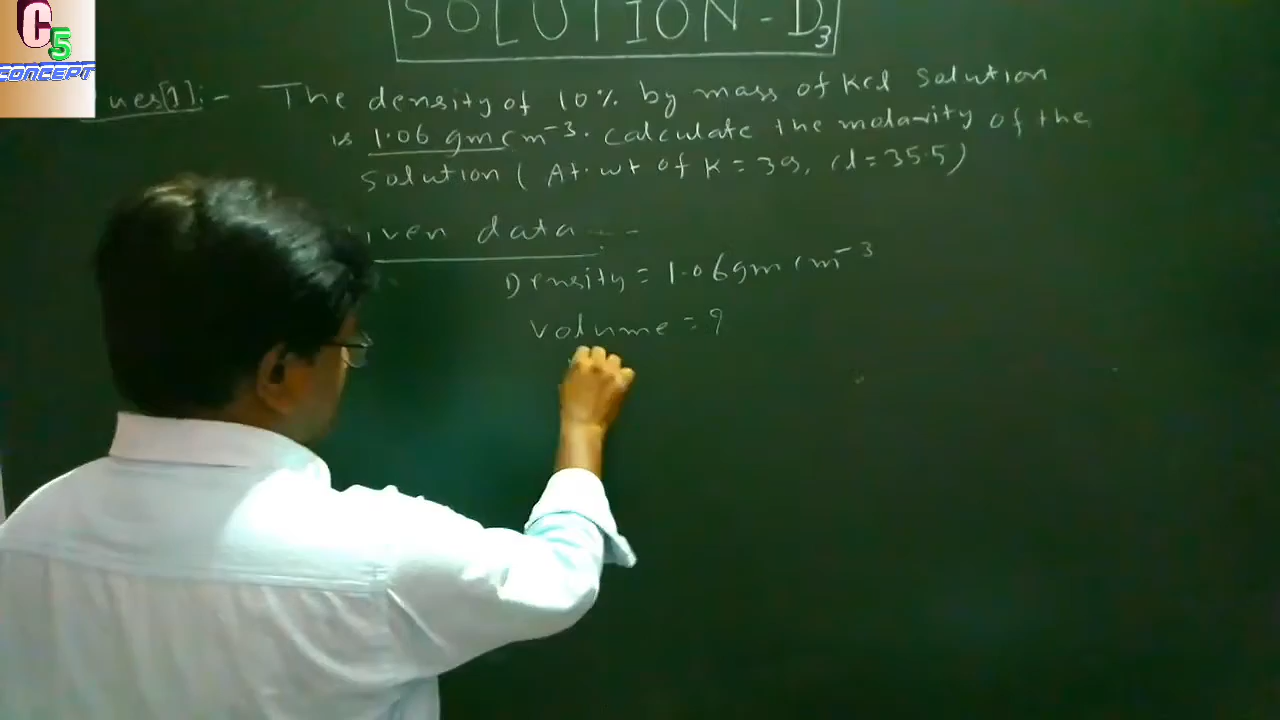 C5
CONCEPT
SOLUTION - D3
ues[1]:- The density of 10% by mass of KCl solution
is 1.06 gm cm-3. Calculate the molarity of the
solution ( At. wt of K = 39, Cl = 35.5 )
iven data :-
Density = 1.06 gm cm-3
Volume = ?